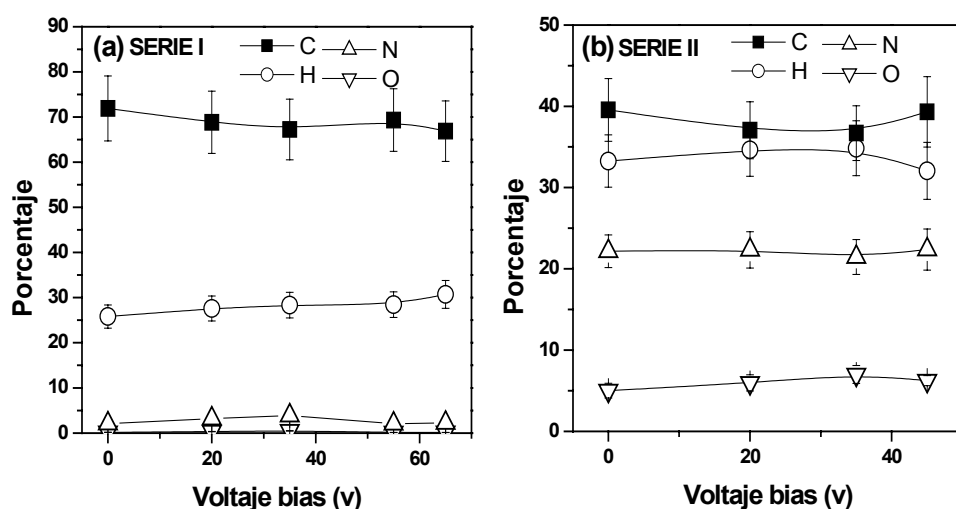 (a) SERIE I
C
N
H
O
90
80
70
60
50
40
30
20
10
0
0
20
40
60
Porcentaje
Voltaje bias (v)
(b) SERIE II
C
N
H
O
50
40
30
20
10
0
0
20
40
Porcentaje
Voltaje bias (v)